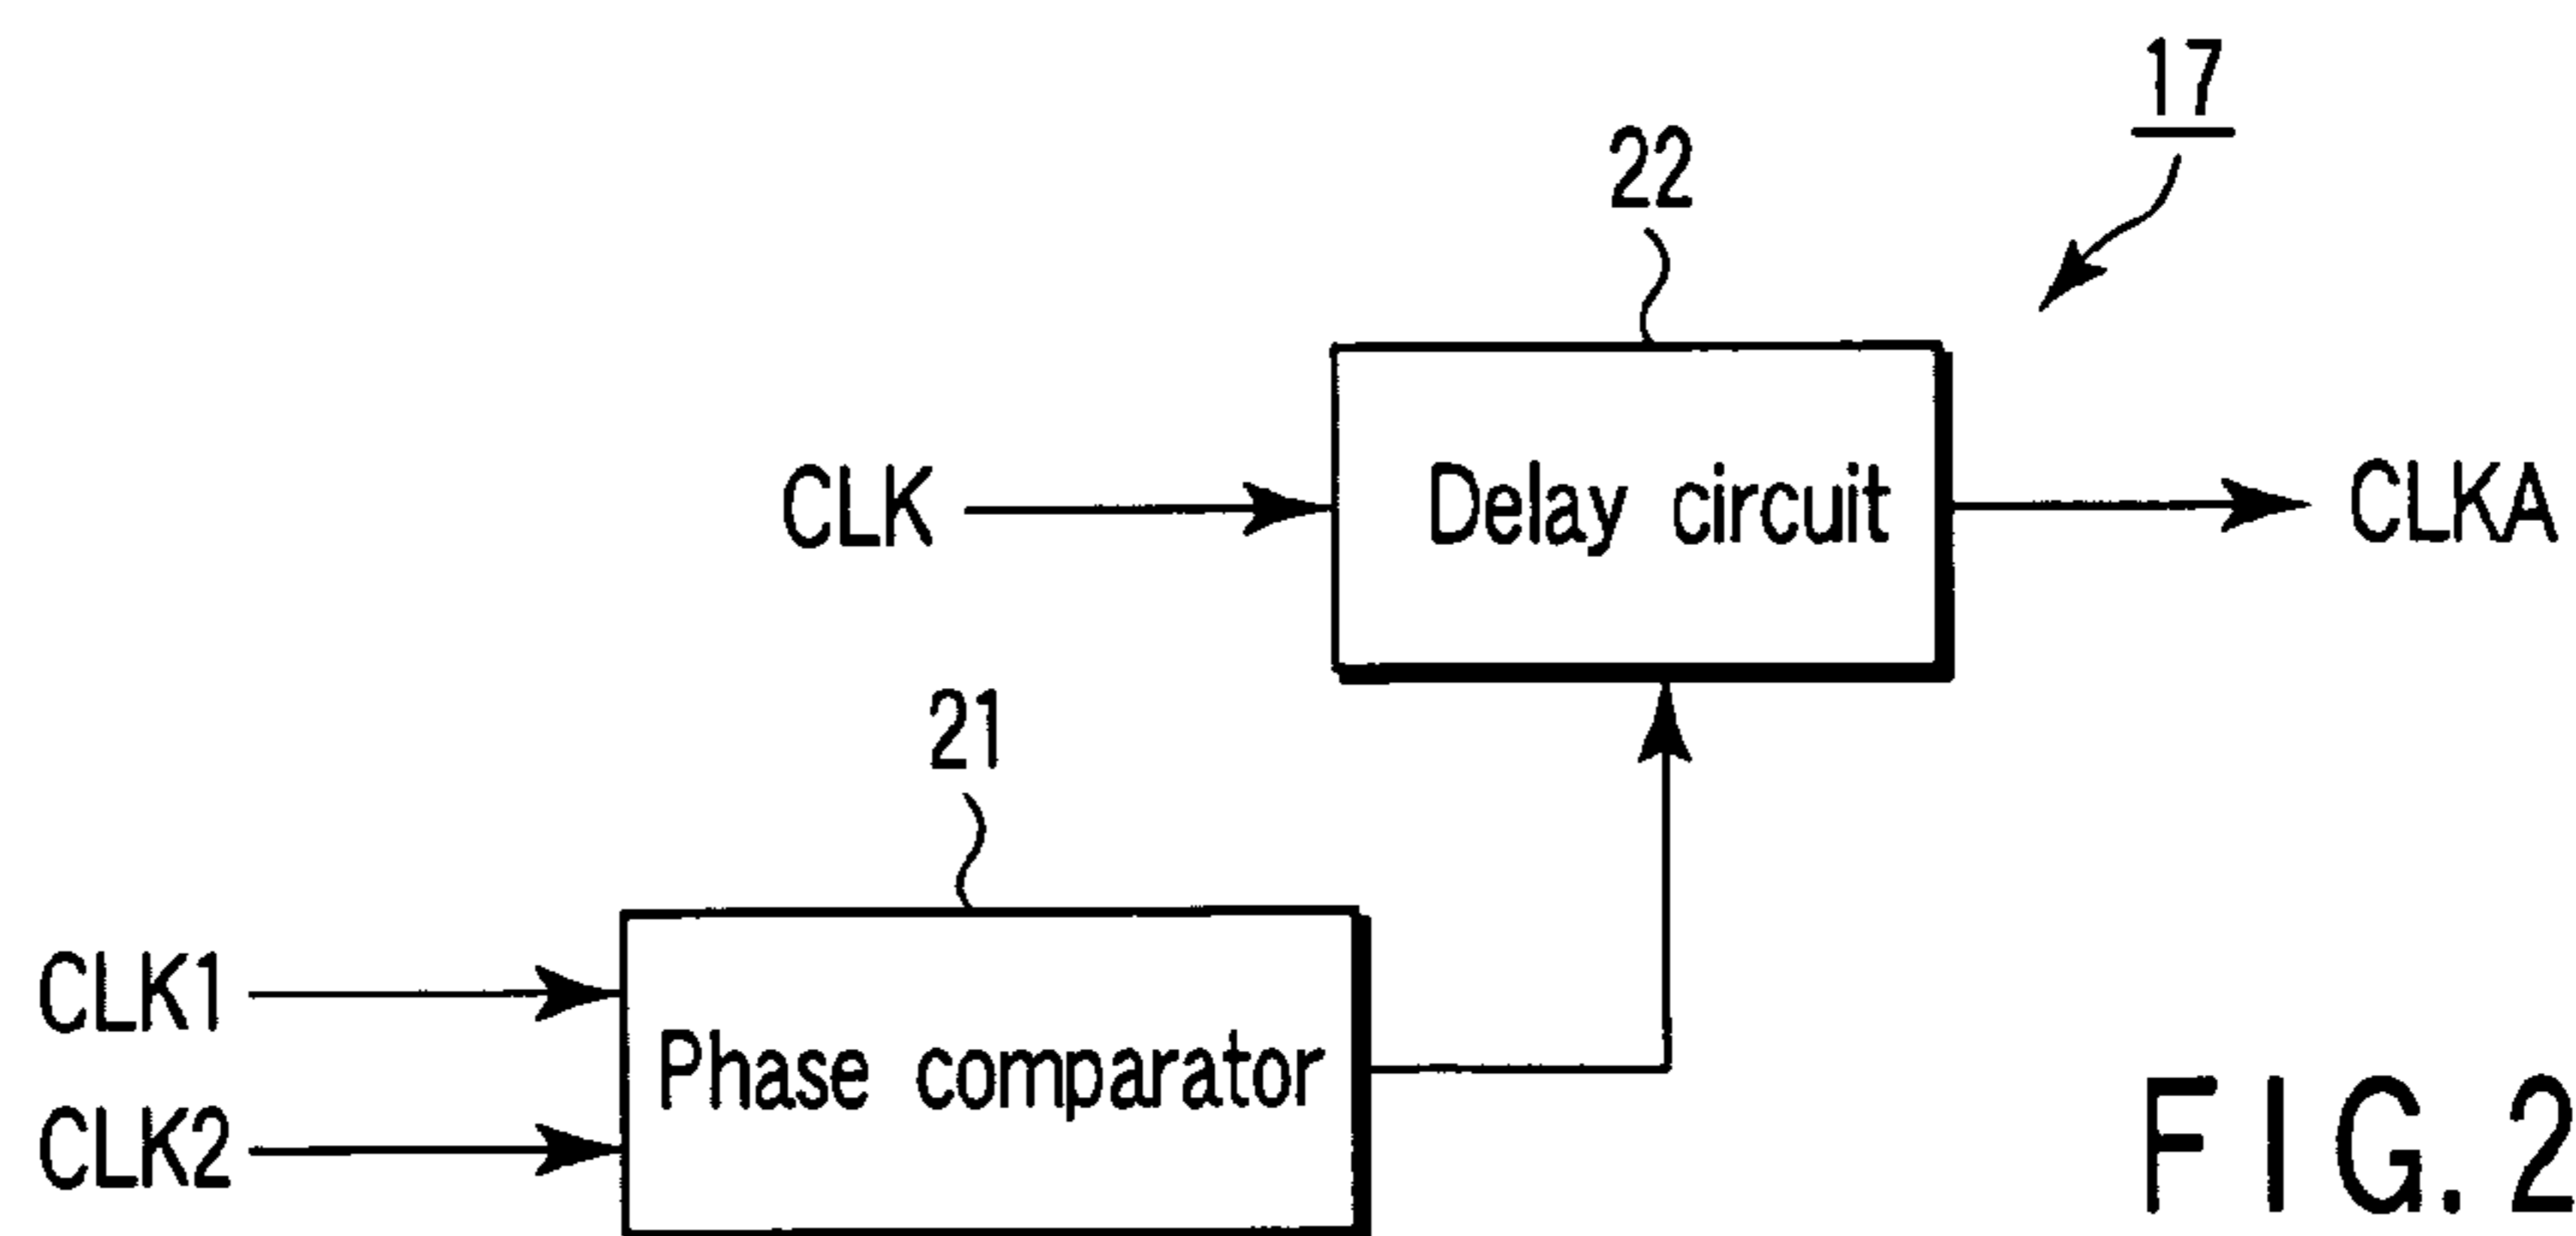 17
22
CLK
Delay circuit
CLKA
21
CLK1
Phase comparator
CLK2
FIG. 2